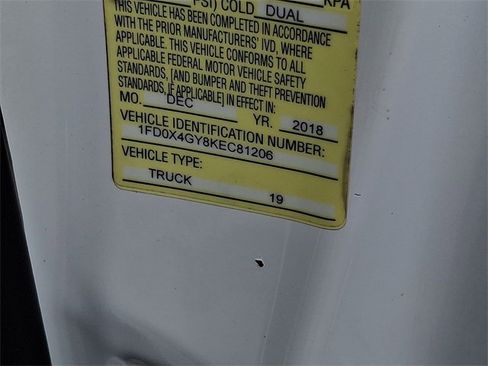 KPA
PSI) COLD DUAL
THIS VEHICLE HAS BEEN COMPLETED IN ACCORDANCE
WITH THE PRIOR MANUFACTURERS' IVD, WHERE
APPLICABLE. THIS VEHICLE CONFORMS TO ALL
APPLICABLE FEDERAL MOTOR VEHICLE SAFETY
STANDARDS, [AND BUMPER AND THEFT PREVENTION
STANDARDS, IF APPLICABLE] IN EFFECT IN:
MO. DEC YR. 2018
VEHICLE IDENTIFICATION NUMBER:
1FD0X4GY8KEC81206
VEHICLE TYPE:
TRUCK 19